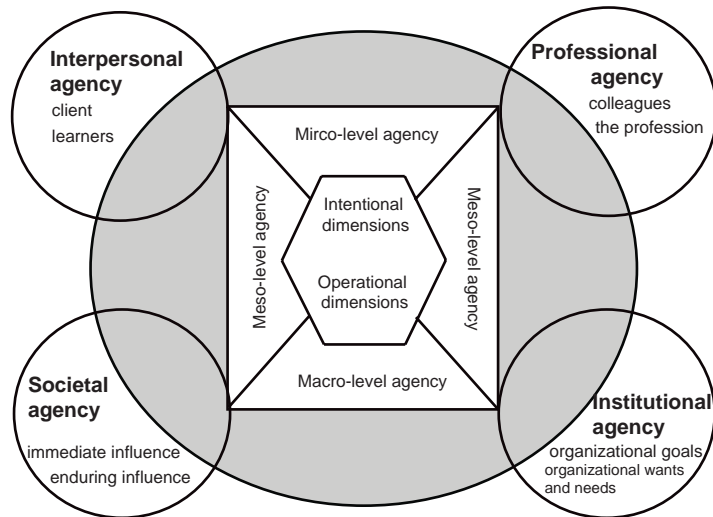 Interpersonal
agency
client
learners
Professional
agency
colleagues
the profession
Mirco-level agency
Meso-level agency
Intentional
dimensions
Operational
dimensions
Meso-level agency
Macro-level agency
Societal
agency
immediate influence
enduring influence
Institutional
agency
organizational goals
organizational wants
and needs